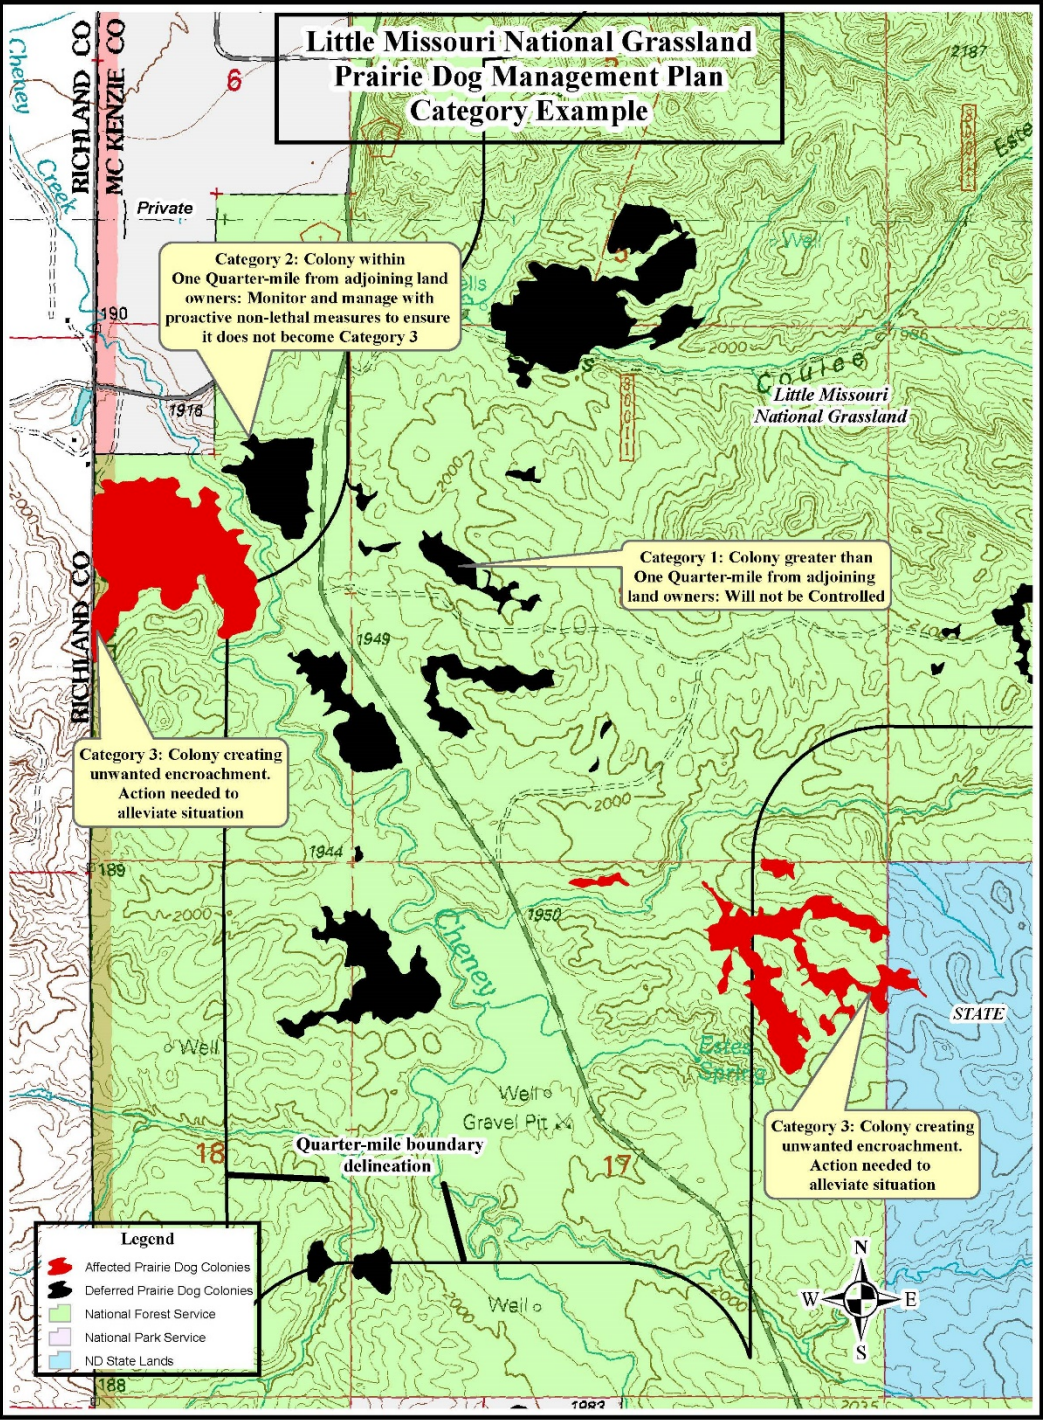 Little Missouri National Grassland
Prairie Dog Management Plan
Category Example
Cheney
Creek
RICHLAND CO
MC KENZIE CO
6
2187
Private
Well
5
Category 2: Colony within
One Quarter-mile from adjoining land
owners: Monitor and manage with
proactive non-lethal measures to ensure
it does not become Category 3
190
2000
Coulee
1916
Little Missouri
National Grassland
2000
2000
Category 1: Colony greater than
One Quarter-mile from adjoining
land owners: Will not be Controlled
RICHLAND CO
1949
Category 3: Colony creating
unwanted encroachment.
Action needed to
alleviate situation
2000
1944
189
2000
1950
Cheney
STATE
Well
Estes
Spring
Well
Gravel Pit
Category 3: Colony creating
unwanted encroachment.
Action needed to
alleviate situation
18
Quarter-mile boundary
delineation
17
Legend
Affected Prairie Dog Colonies
Deferred Prairie Dog Colonies
National Forest Service
National Park Service
ND State Lands
N
W
E
S
2000
Well
2000
188
1983